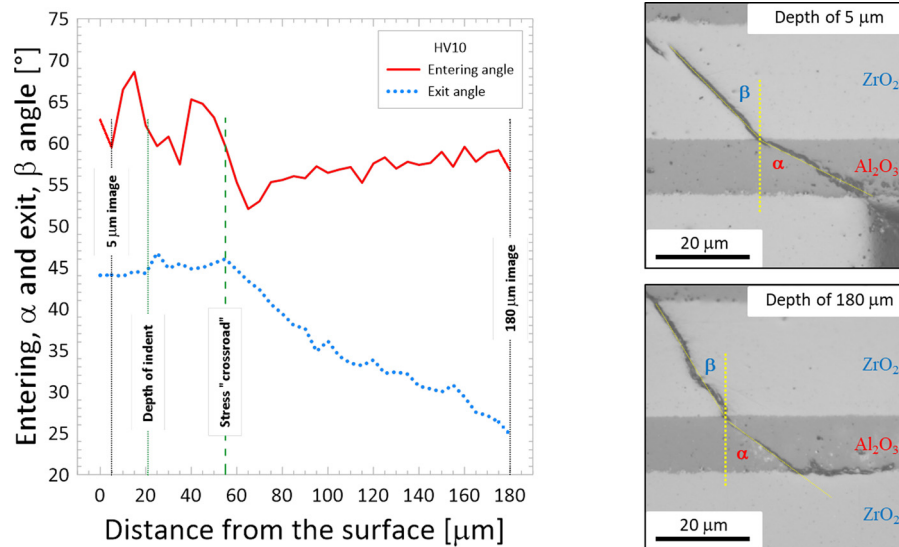 Entering, α and exit, β angle [°]
75
70
65
60
55
50
45
40
35
30
25
20
HV10
Entering angle
Exit angle
5 μm image
Depth of indent
Stress "crossroad"
180 μm image
0 20 40 60 80 100 120 140 160 180
Distance from the surface [μm]
Depth of 5 μm
ZrO2
β
α
Al2O3
20 μm
Depth of 180 μm
ZrO2
β
α
Al2O3
ZrO2
20 μm